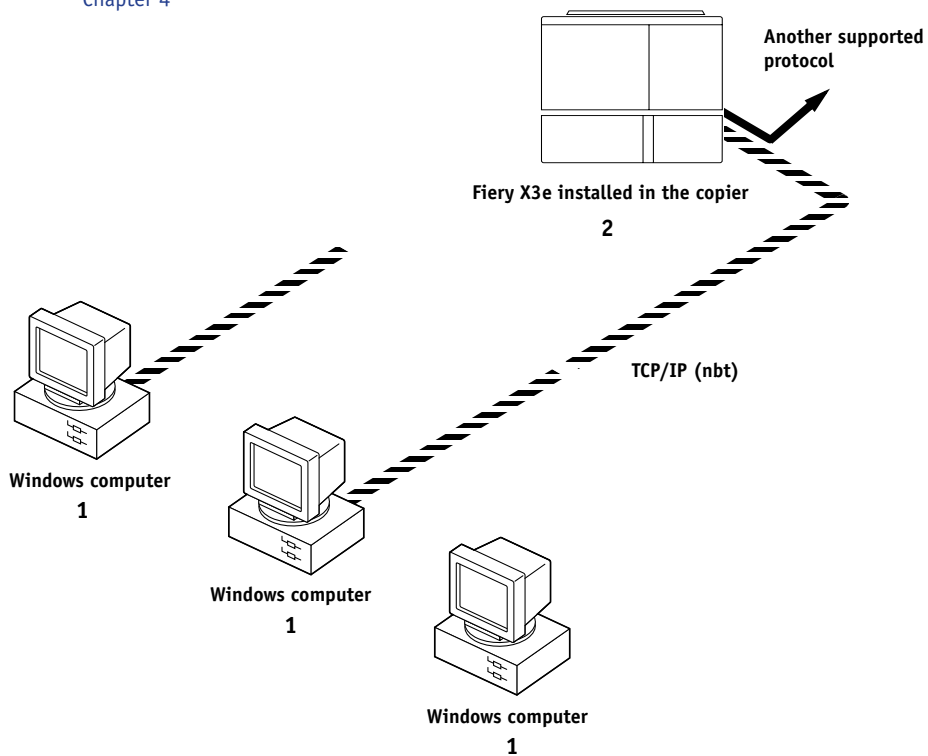 Chapter 4
Another supported
protocol
Fiery X3e installed in the copier
2
TCP/IP (nbt)
Windows computer
1
Windows computer
1
Windows computer
1